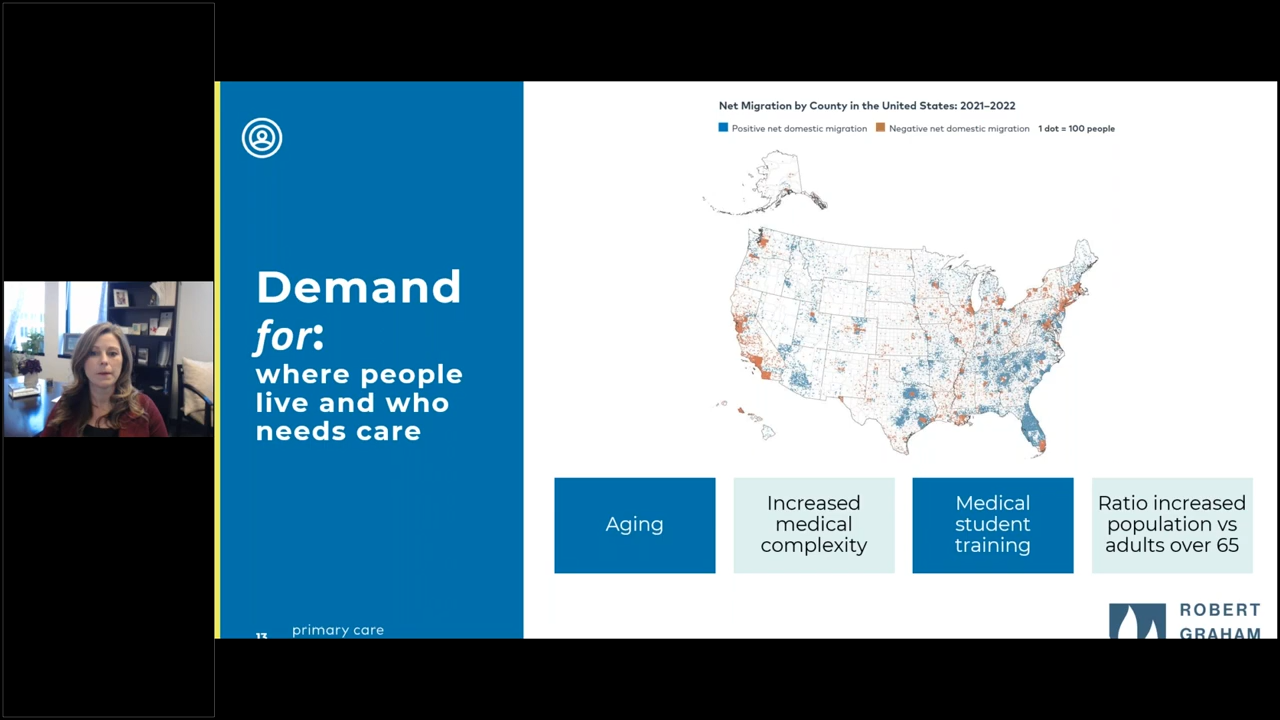 Demand
for:
where people
live and who
needs care
13
primary care
Net Migration by County in the United States: 2021–2022
Positive net domestic migration
Negative net domestic migration
1 dot = 100 people
Aging
Increased
medical
complexity
Medical
student
training
Ratio increased
population vs
adults over 65
ROBERT
GRAHAM